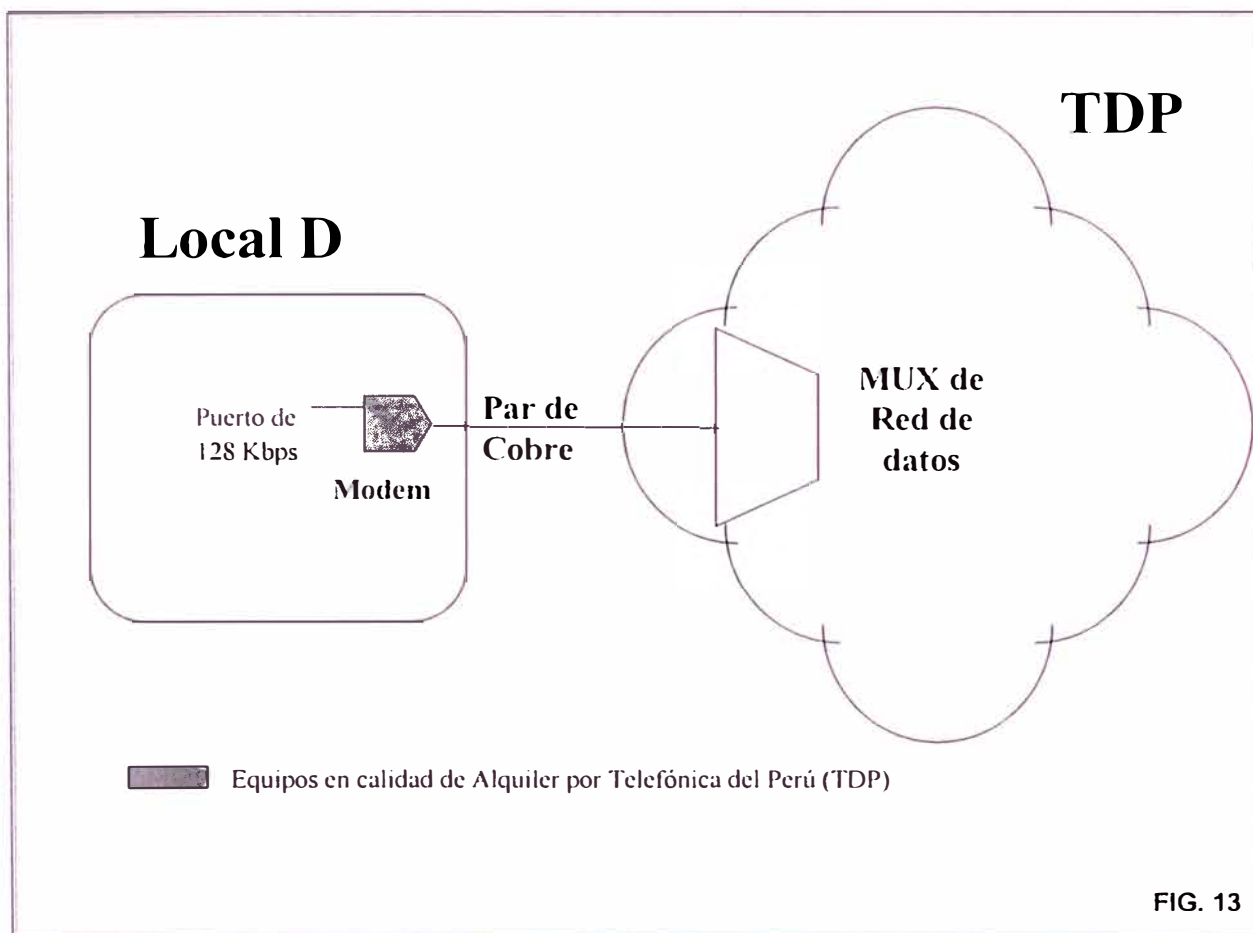 TDP
Local D
Puerto de
128 Kbps
Modem
Par de
Cobre
MUX de
Red de
datos
Equipos en calidad de Alquiler por Telefónica del Perú (TDP)
FIG. 13